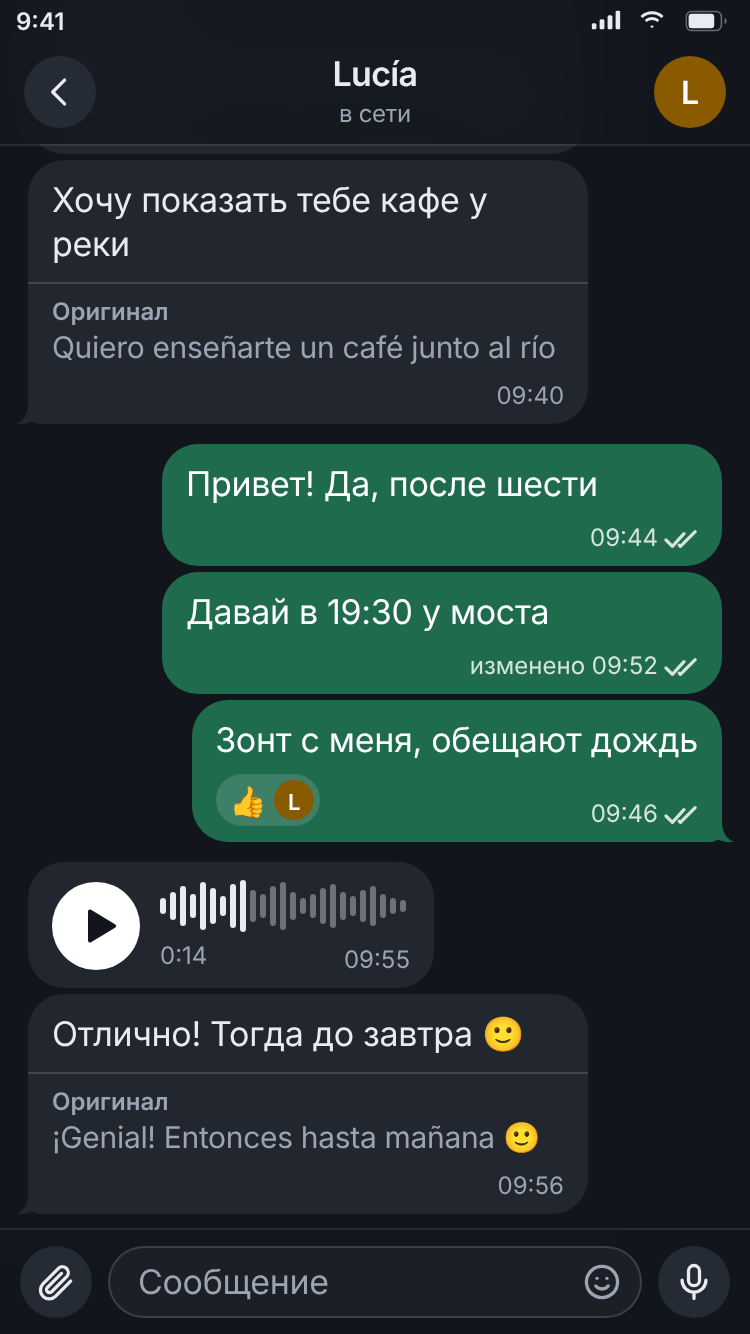 9:41
Lucía
в сети
L
Хочу показать тебе кафе у
реки
Оригинал
Quiero enseñarte un café junto al río
09:40
Привет! Да, после шести
09:44
Давай в 19:30 у моста
изменено 09:52
Зонт с меня, обещают дождь
👍 L
09:46
0:14
09:55
Отлично! Тогда до завтра 🙂
Оригинал
¡Genial! Entonces hasta mañana 🙂
09:56
Сообщение